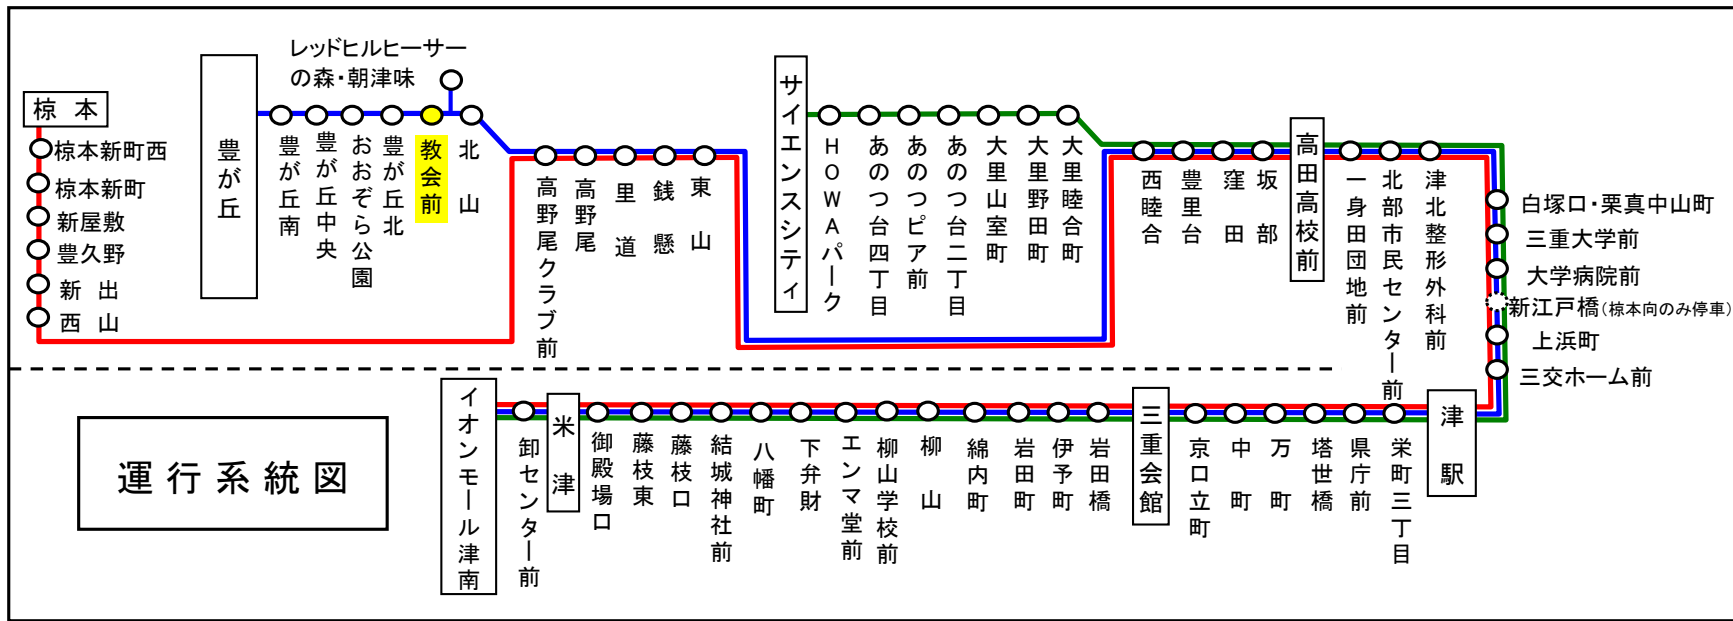 レッドヒルヒーサー
の森・朝津味
椋本
椋本新町西
椋本新町
新屋敷
豊久野
新出
西山
豊が丘
豊が丘南
豊が丘中央
おおぞら公園
豊が丘北
教会前
北山
高野尾クラブ前
高野尾
里道
銭懸
東山
サイエンスシティ
HOWAパーク
あのつ台四丁目
あのつピア前
あのつ台二丁目
大里山室町
大里野田町
大里睦合町
西睦合
豊里台
窪田
坂部
高田高校前
一身田団地前
北部市民センター前
津北整形外科前
白塚口・栗真中山町
三重大学前
大学病院前
新江戸橋(椋本向のみ停車)
上浜町
三交ホーム前
運行系統図
イオンモール津南
卸センター前
米津
御殿場口
藤枝東
藤枝口
結城神社前
八幡町
下弁財
エンマ堂前
柳山学校前
柳山
綿内町
岩田町
伊予町
岩田橋
三重会館
京口立町
中町
万町
塔世橋
県庁前
栄町三丁目
津駅